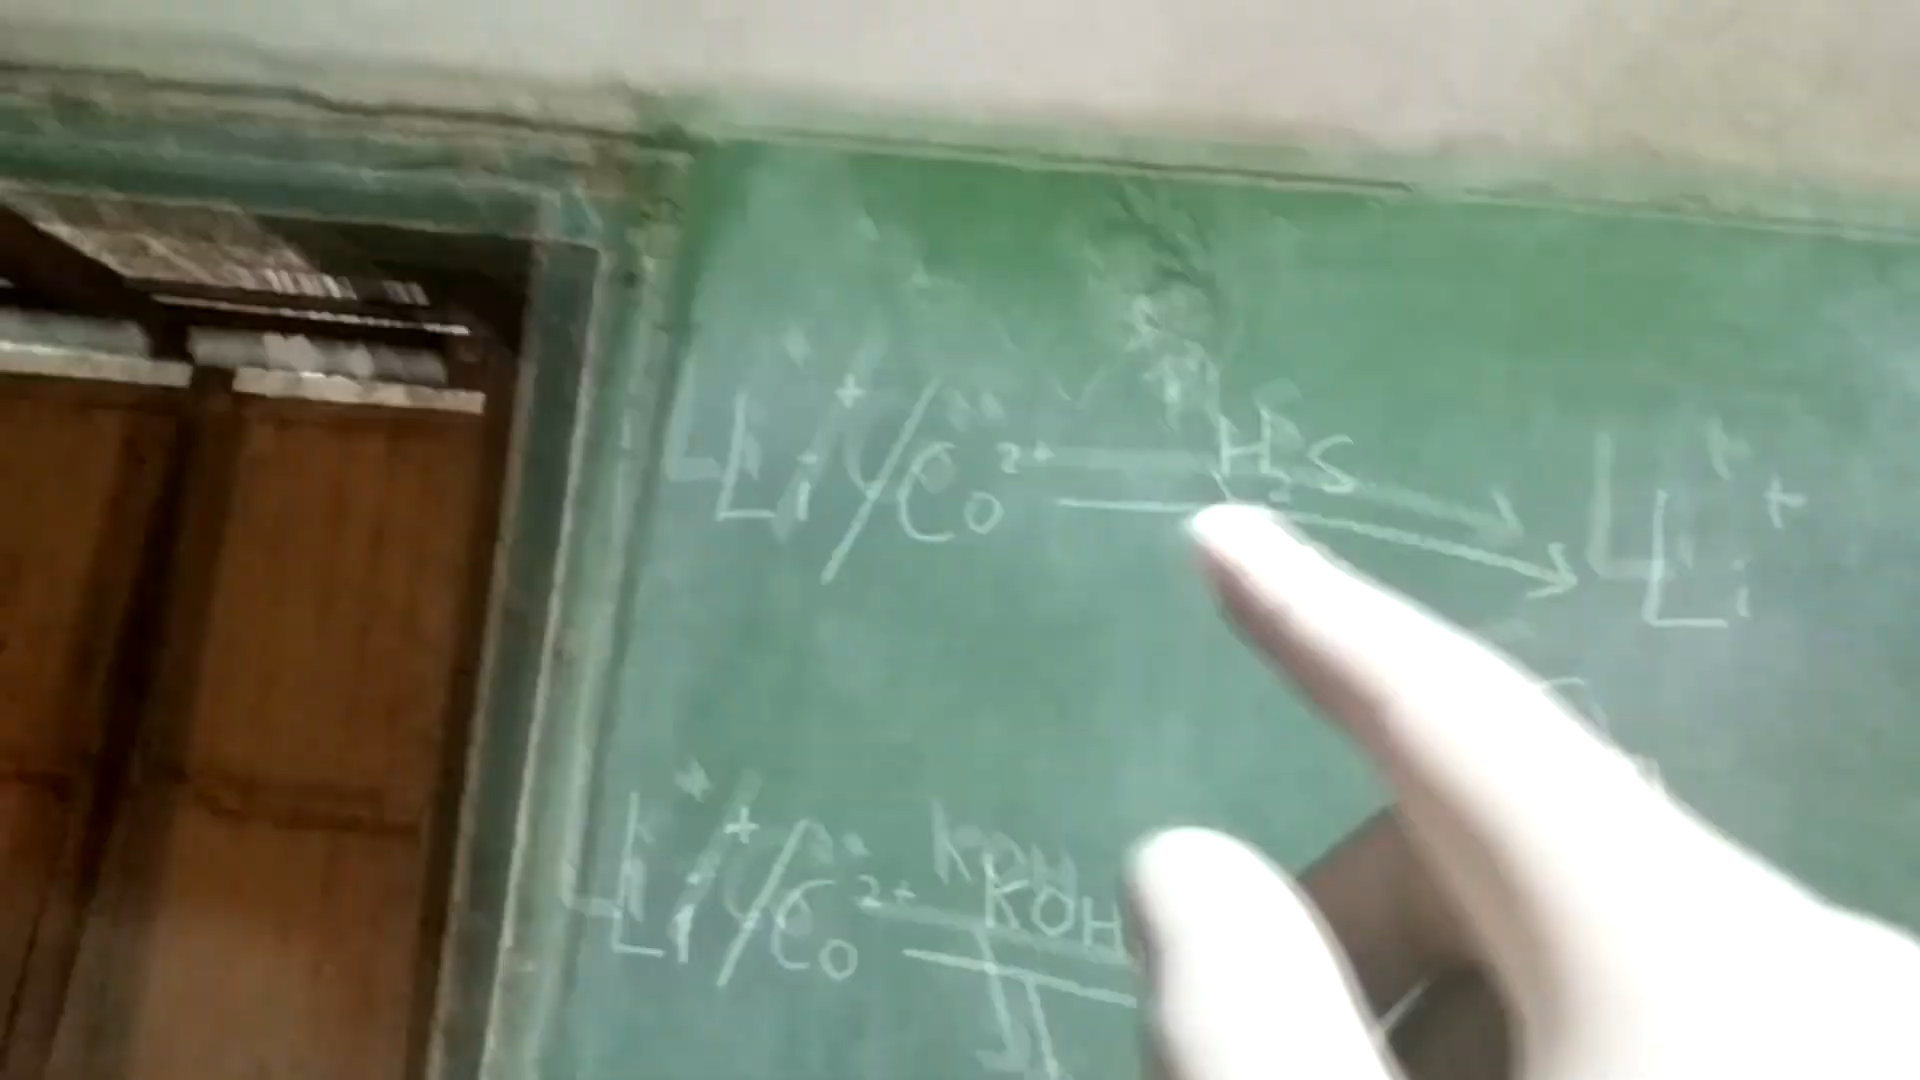 Li⁺/Co²⁺ H₂S → Li⁺
Li⁺/Co²⁺ KOH